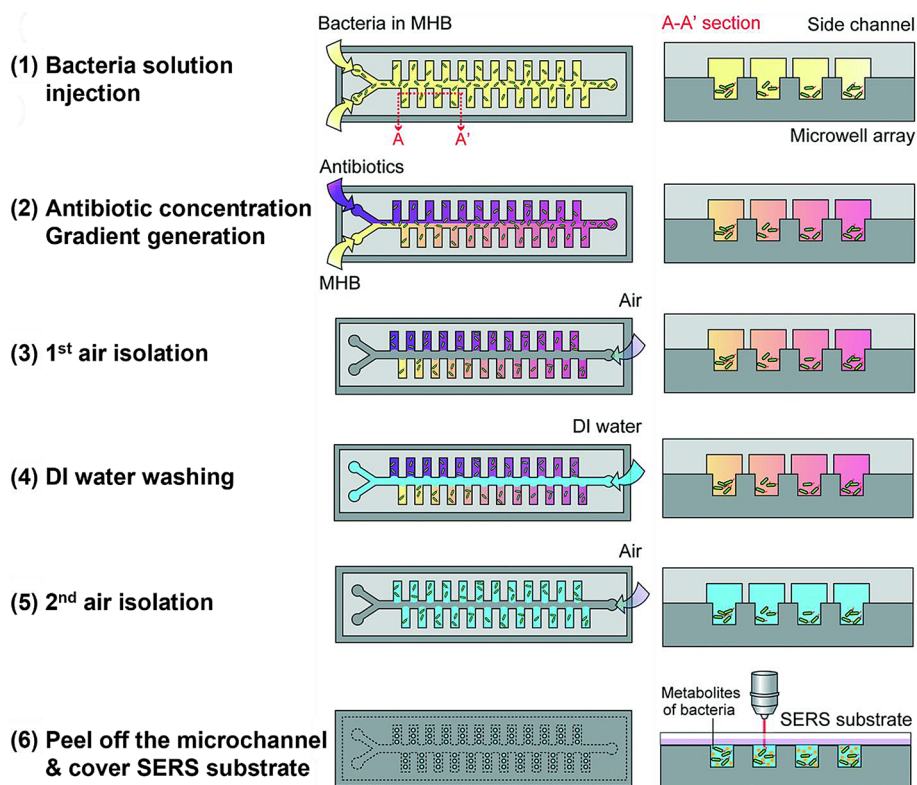 Bacteria in MHB
A-A' section
Side channel
(1) Bacteria solution
injection
A
A'
Microwell array
Antibiotics
(2) Antibiotic concentration
Gradient generation
MHB
Air
(3) 1st air isolation
DI water
(4) DI water washing
Air
(5) 2nd air isolation
Metabolites
of bacteria
SERS substrate
(6) Peel off the microchannel
& cover SERS substrate